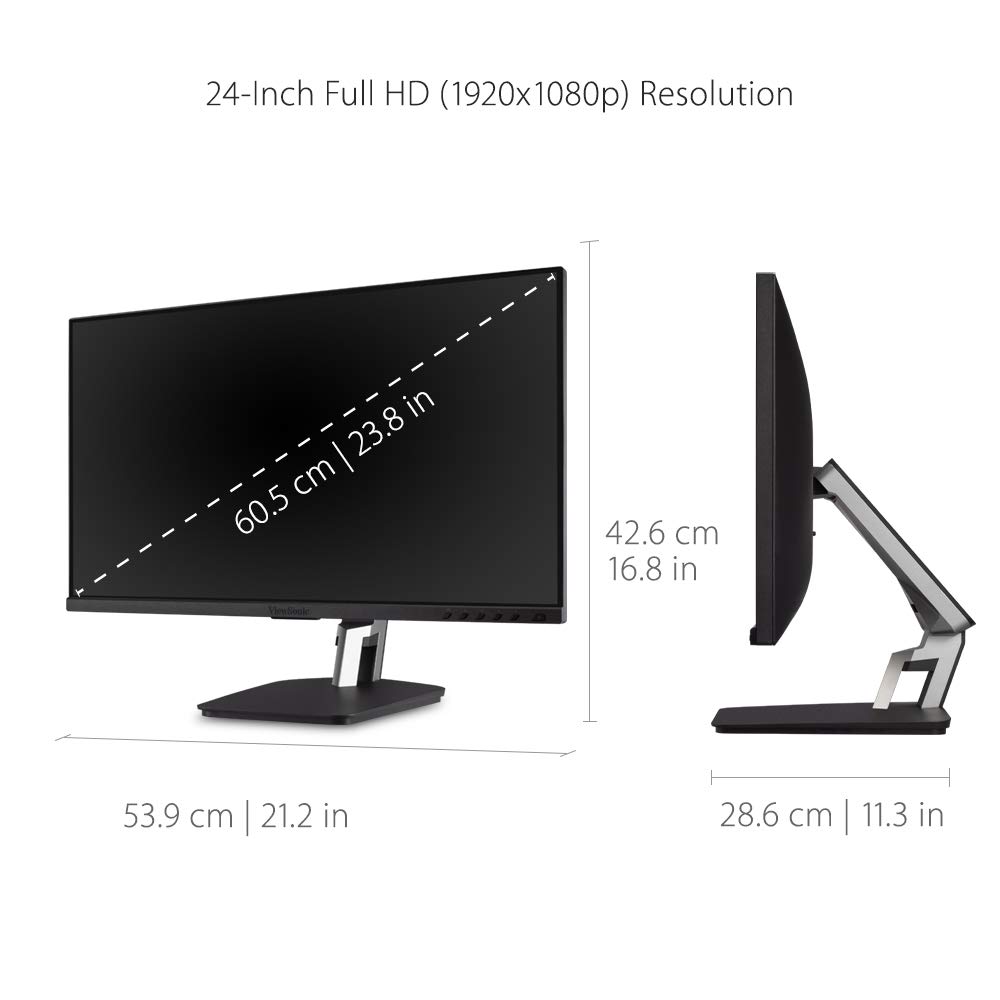 24-Inch Full HD (1920x1080p) Resolution
60.5 cm | 23.8 in
ViewSonic
42.6 cm
16.8 in
53.9 cm | 21.2 in
28.6 cm | 11.3 in